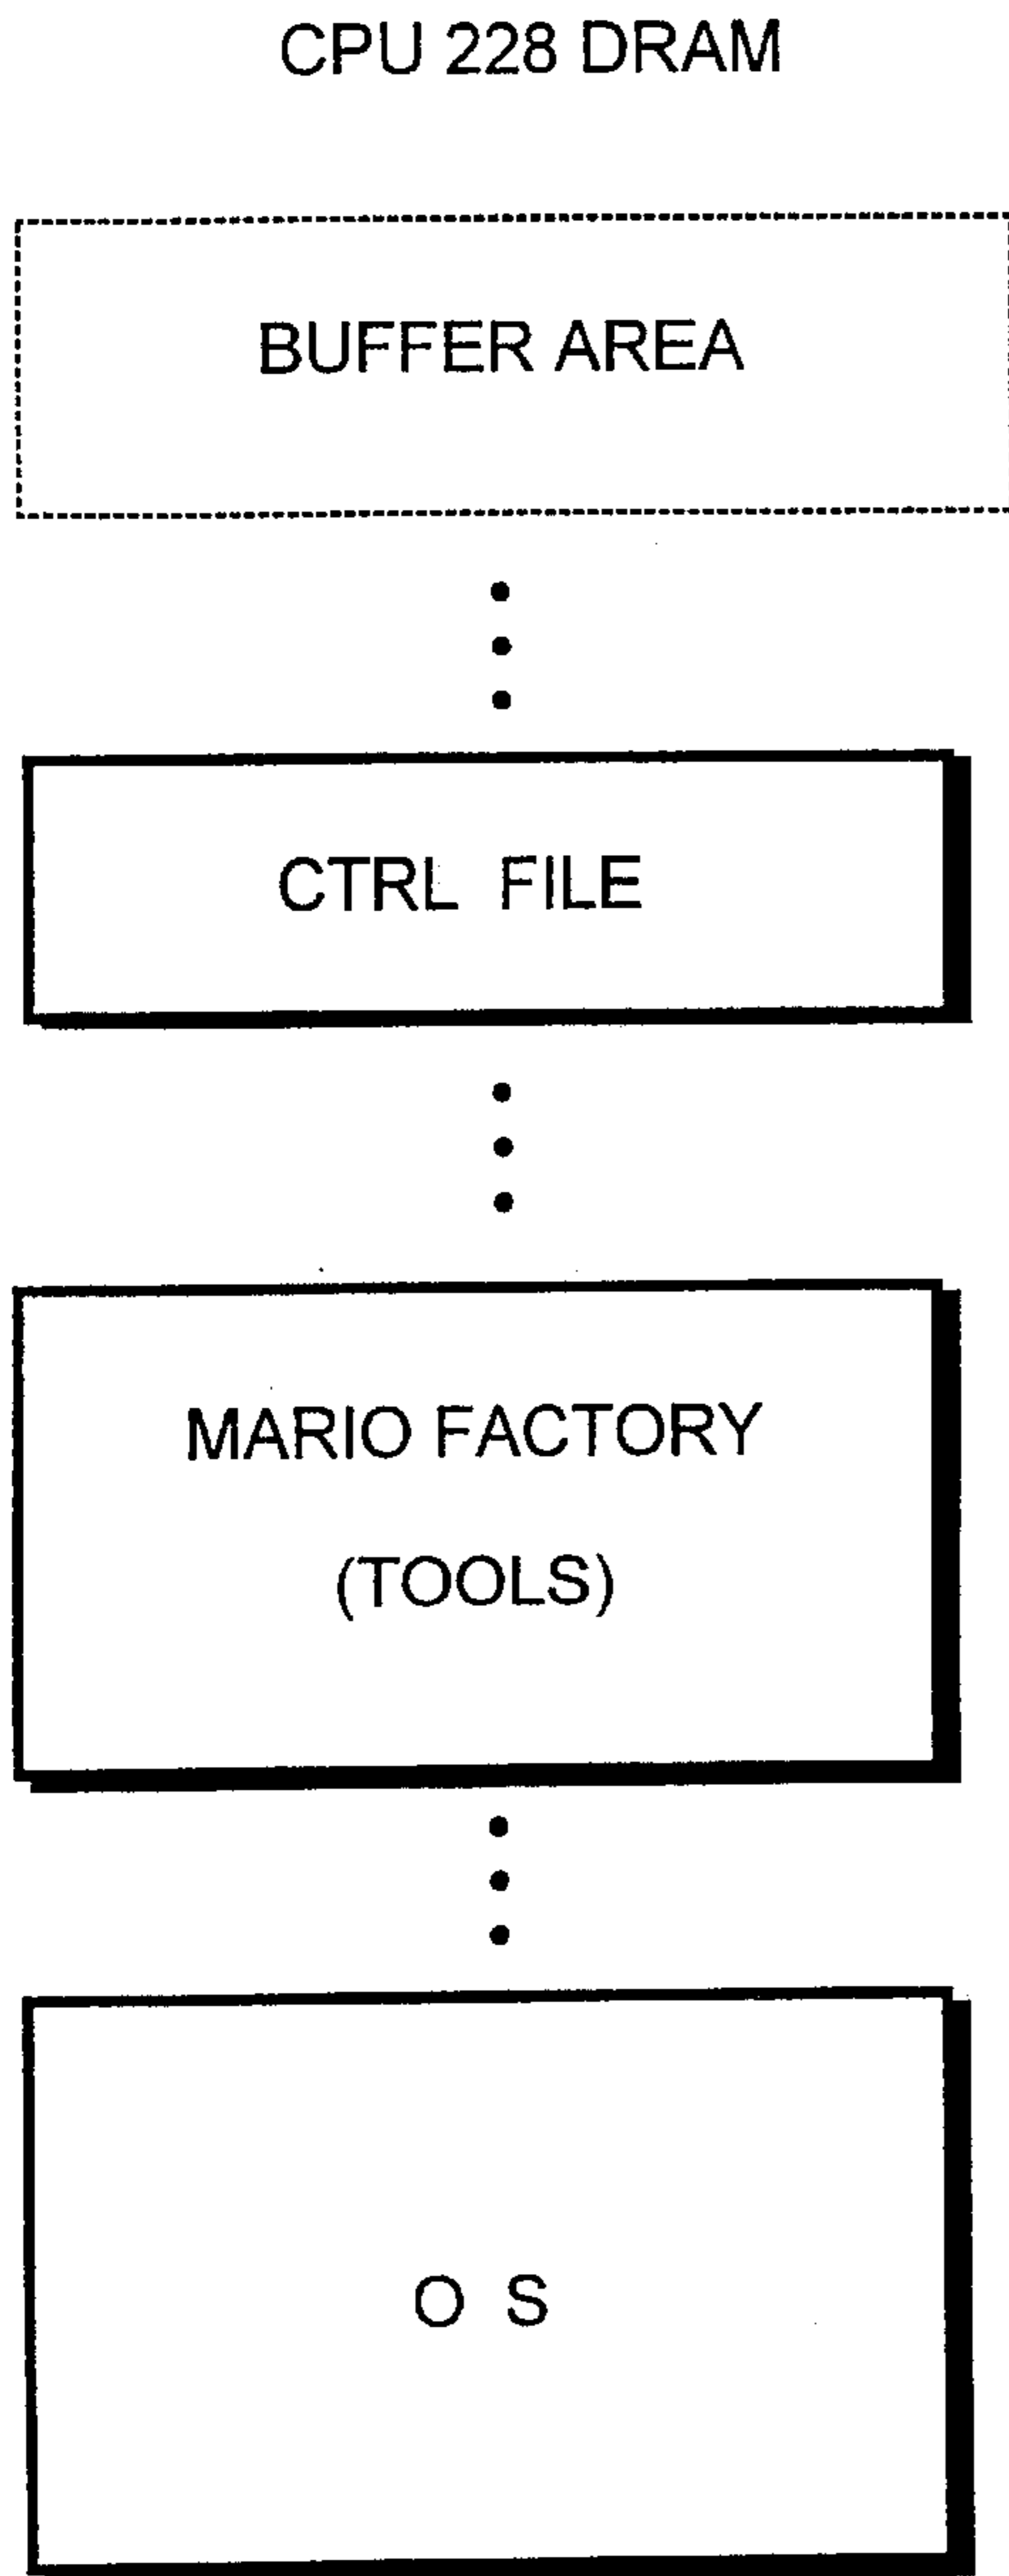 CPU 228 DRAM
BUFFER AREA
CTRL FILE
MARIO FACTORY
(TOOLS)
O S